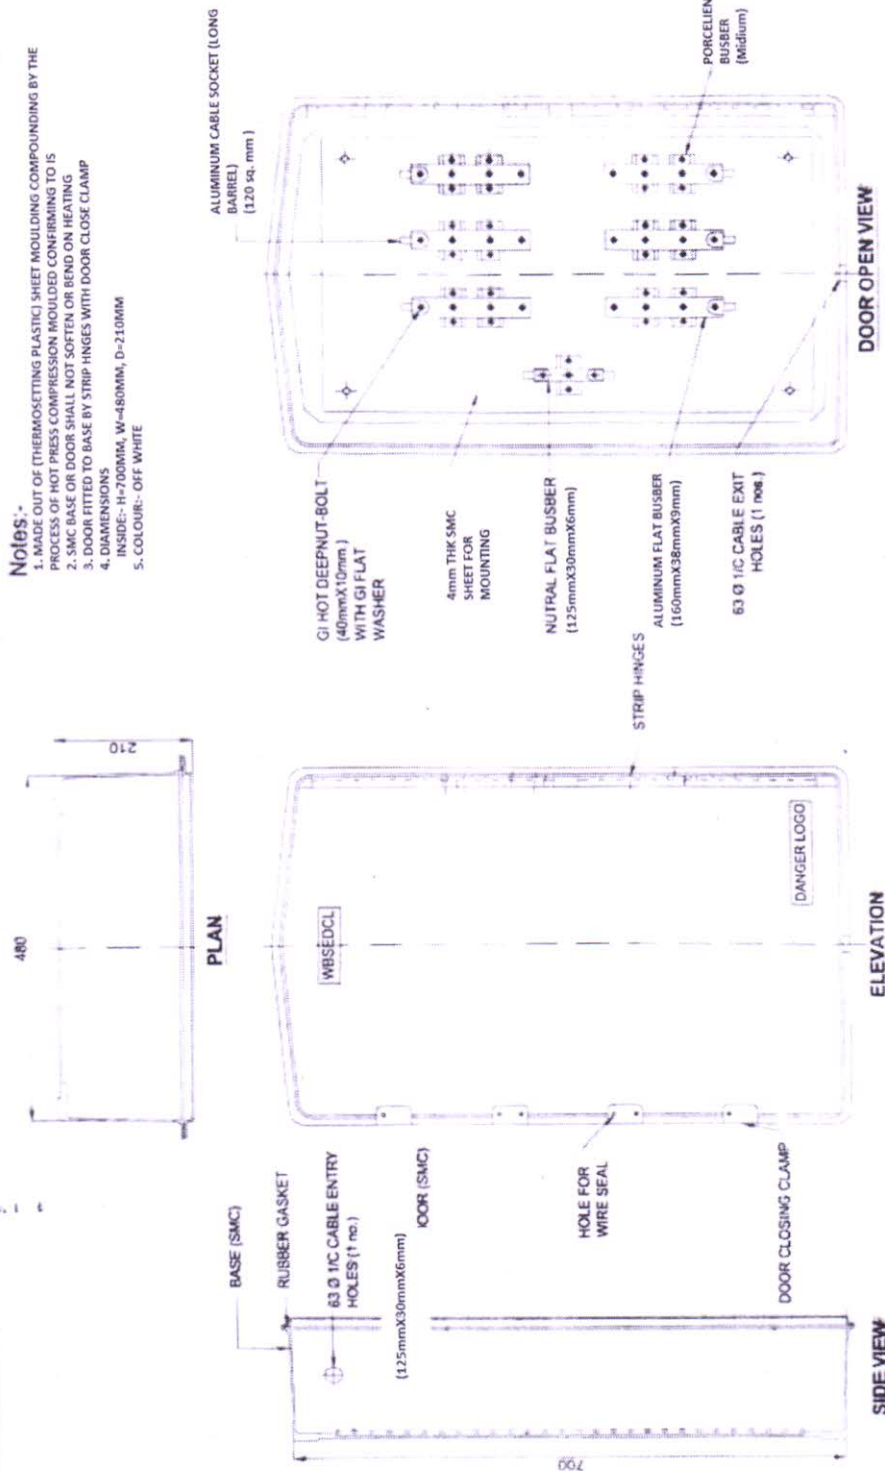 Notes:-
1. MADE OUT OF (THERMOSETTING PLASTIC) SHEET MOULDING COMPOUNDING BY THE
PROCESS OF HOT PRESS COMPRESSION MOULDED CONFIRMING TO IS
2. SMC BASE OR DOOR SHALL NOT SOFTEN OR BEND ON HEATING
3. DOOR FITTED TO BASE BY STRIP HNGES WITH DOOR CLOSE CLAMP
4. DIAMENSIONS
INSIDE:- H=700MM, W=480MM, D=210MM
5. COLOUR:- OFF WHITE
480
210
PLAN
BASE (SMC)
RUBBER GASKET
63 Ø 1/C CABLE ENTRY
HOLES (1 no.)
(125mmX30mmX6mm)
OOR (SMC)
700
SIDE VIEW
HOLE FOR
WIRE SEAL
DOOR CLOSING CLAMP
WBSEDCL
DANGER LOGO
ELEVATION
STRIP HINGES
GI HOT DEEPNUT-BOLT
(40mmX10mm)
WITH GI FLAT
WASHER
4mm THK SMC
SHEET FOR
MOUNTING
NUTRAL FLAT BUSBER
(125mmX30mmX6mm)
ALUMINUM FLAT BUSBER
(160mmX38mmX9mm)
63 Ø 1/C CABLE EXIT
HOLES (1 nos.)
ALUMINUM CABLE SOCKET (LONG
BARREL)
(120 sq. mm )
PORCELIEN
BUSBER
(Midium)
DOOR OPEN VIEW